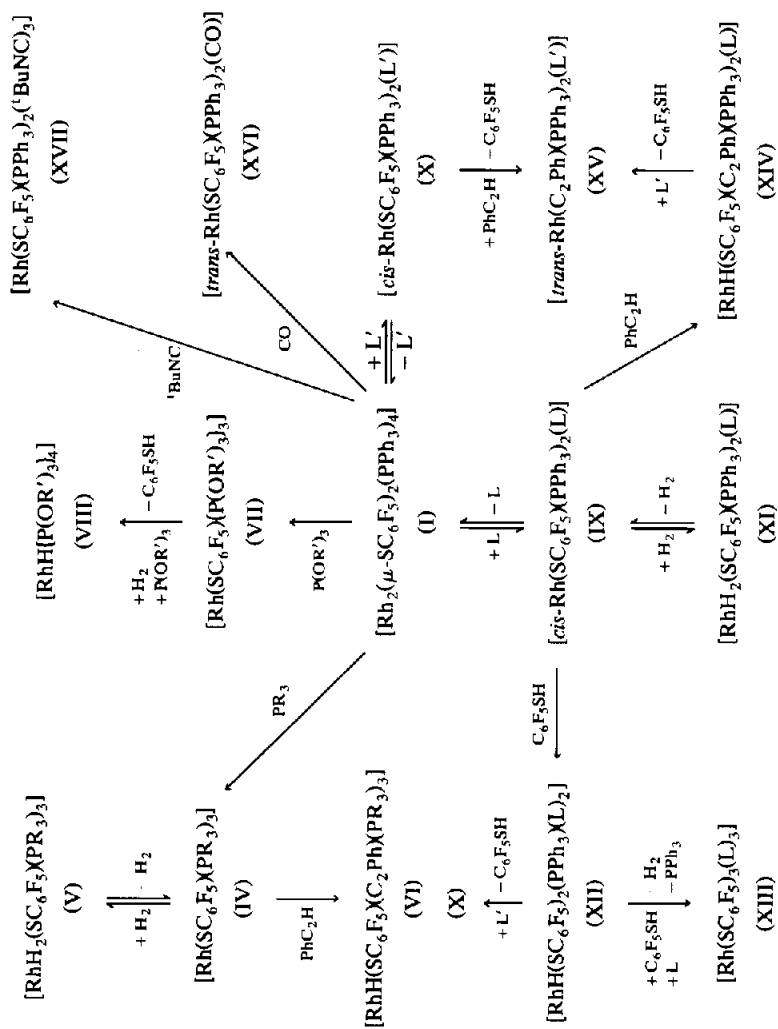 [RhH₂(SC₆F₅)(PR₃)₃]
(V)
+ H₂
H₂
[Rh(SC₆F₅)(PR₃)₃]
(IV)
PhC₂H
[RhH(SC₆F₅)(C₂Ph)(PR₃)₃]
(VI)
(X)
+L'
−C₆F₅SH
[RhH(SC₆F₅)₂(PPh₃)(L)₂]
(XII)
+C₆F₅SH
+ L
H₂
−PPh₃
[Rh(SC₆F₅)₃(L)₃]
(XIII)
PR₃
C₆F₅SH
[RhH{P(OR')₃}₄]
(VIII)
+ H₂
+P(OR')₃
−C₆F₅SH
[Rh(SC₆F₅){P(OR')₃}₃]
(VII)
P(OR')₃
[Rh₂(μ-SC₆F₅)₂(PPh₃)₄]
(I)
+L
− L
[cis-Rh(SC₆F₅)(PPh₃)₂(L)]
(IX)
+ H₂
− H₂
[RhH₂(SC₆F₅)(PPh₃)₂(L)]
(XI)
ᵗBuNC
CO
+ L'
− L'
PhC₂H
[Rh(SC₆F₅)(PPh₃)₂(ᵗBuNC)₃]
(XVII)
[trans-Rh(SC₆F₅)(PPh₃)₂(CO)]
(XVI)
[cis-Rh(SC₆F₅)(PPh₃)₂(L')]
(X)
+ PhC₂H
− C₆F₅SH
[trans-Rh(C₂Ph)(PPh₃)₂(L')]
(XV)
+L'
−C₆F₅SH
[RhH(SC₆F₅)(C₂Ph)(PPh₃)₂(L)]
(XIV)